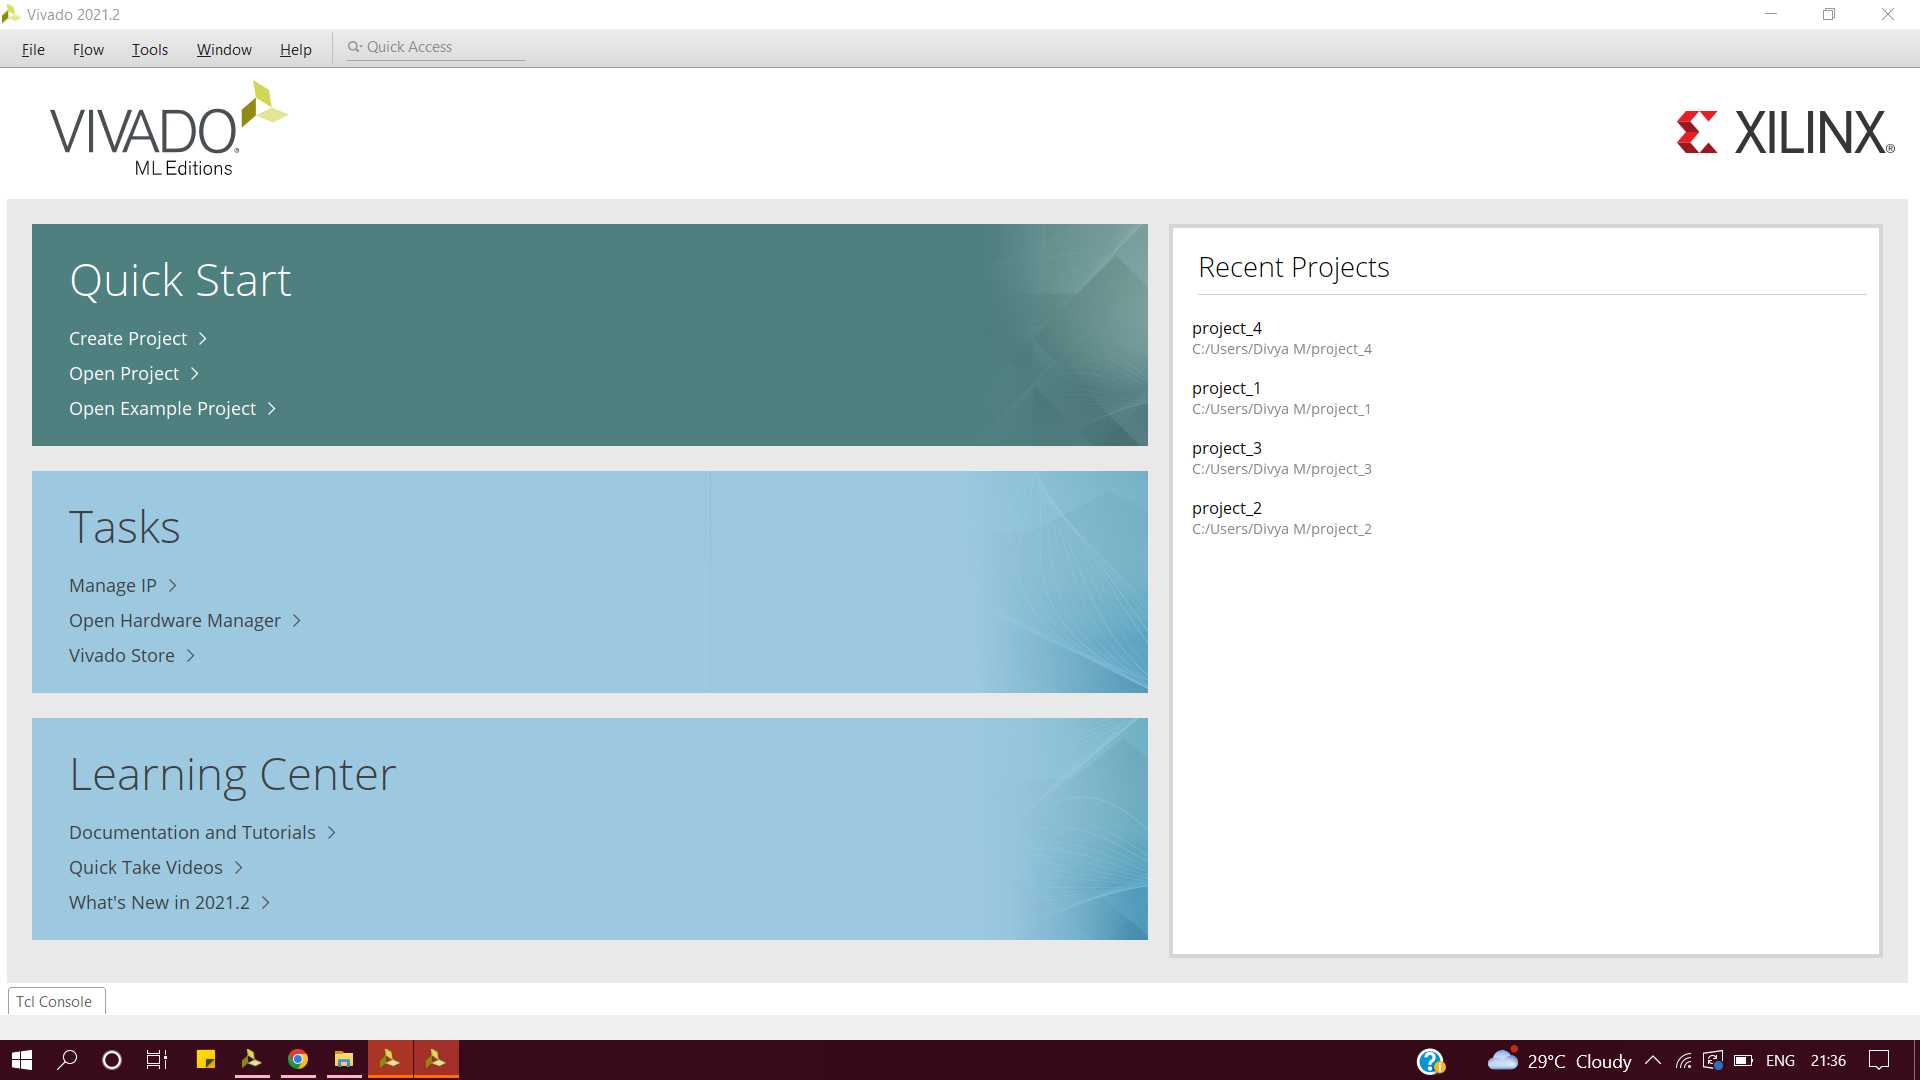 Vivado 2021.2
File Flow Tools Window Help Quick Access
VIVADO®
ML Editions
XILINX®
Quick Start
Create Project
Open Project
Open Example Project
Tasks
Manage IP
Open Hardware Manager
Vivado Store
Learning Center
Documentation and Tutorials
Quick Take Videos
What's New in 2021.2
Recent Projects
project_4
C:/Users/Divya M/project_4
project_1
C:/Users/Divya M/project_1
project_3
C:/Users/Divya M/project_3
project_2
C:/Users/Divya M/project_2
Tcl Console
29°C Cloudy ENG 21:36